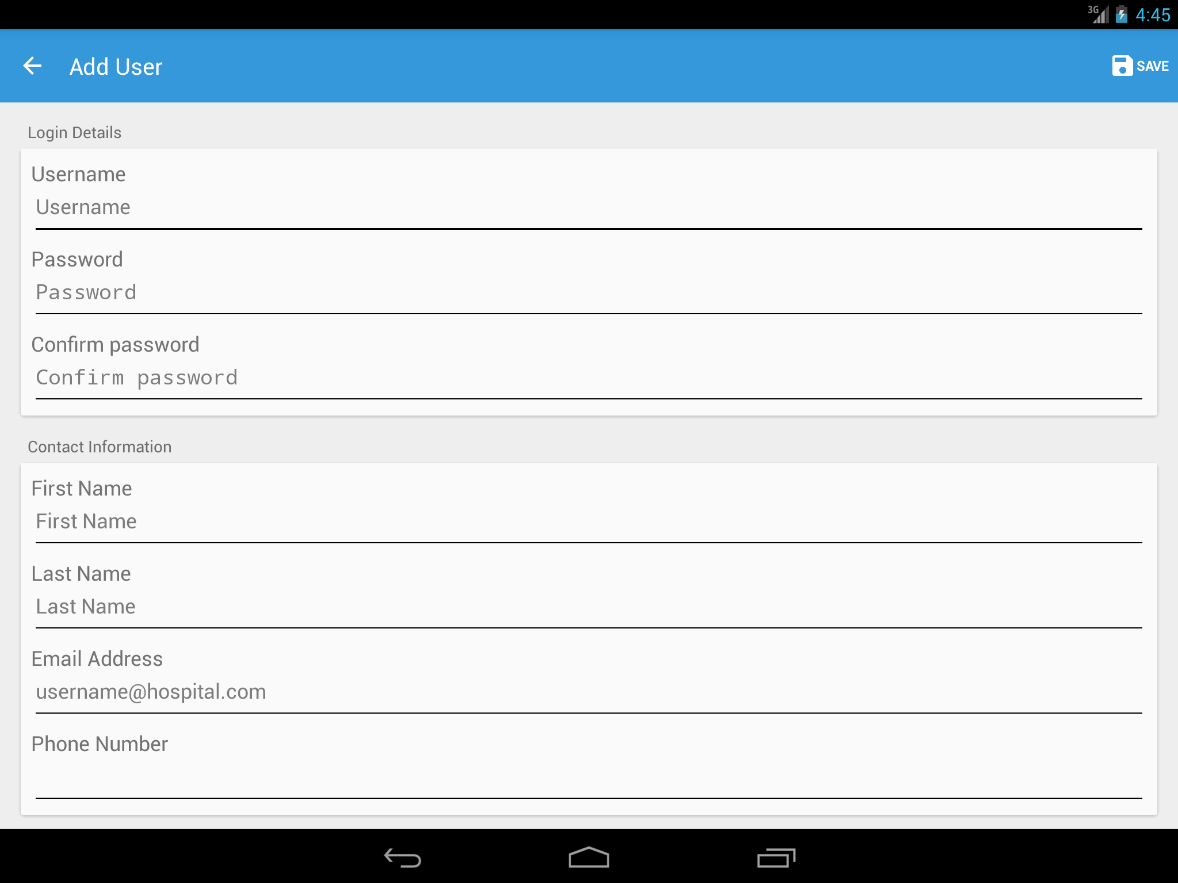 3G 4:45
Add User SAVE
Login Details
Username
Username
Password
Password
Confirm password
Confirm password
Contact Information
First Name
First Name
Last Name
Last Name
Email Address
username@hospital.com
Phone Number